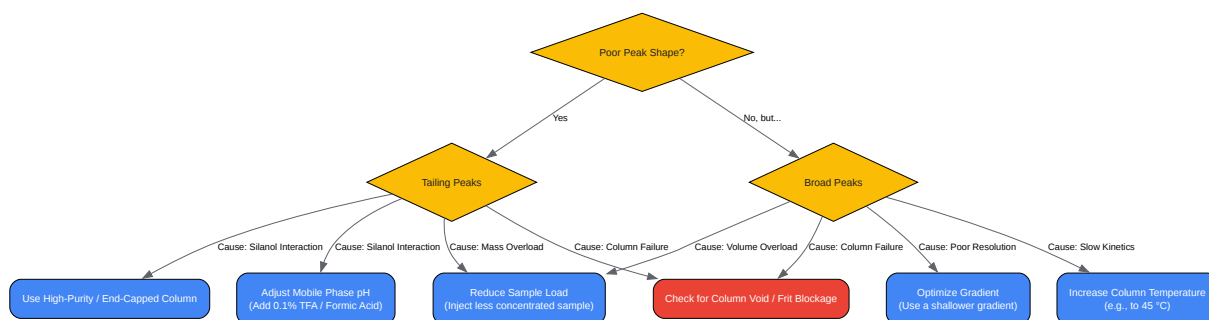 Poor Peak Shape?
Yes
No, but...
Tailing Peaks
Broad Peaks
Cause: Silanol Interaction
Cause: Silanol Interaction
Cause: Mass Overload
Cause: Column Failure
Cause: Volume Overload
Cause: Column Failure
Cause: Poor Resolution
Cause: Slow Kinetics
Use High-Purity / End-Capped Column
Adjust Mobile Phase pH
(Add 0.1% TFA / Formic Acid)
Reduce Sample Load
(Inject less concentrated sample)
Check for Column Void / Frit Blockage
Optimize Gradient
(Use a shallower gradient)
Increase Column Temperature
(e.g., to 45 °C)